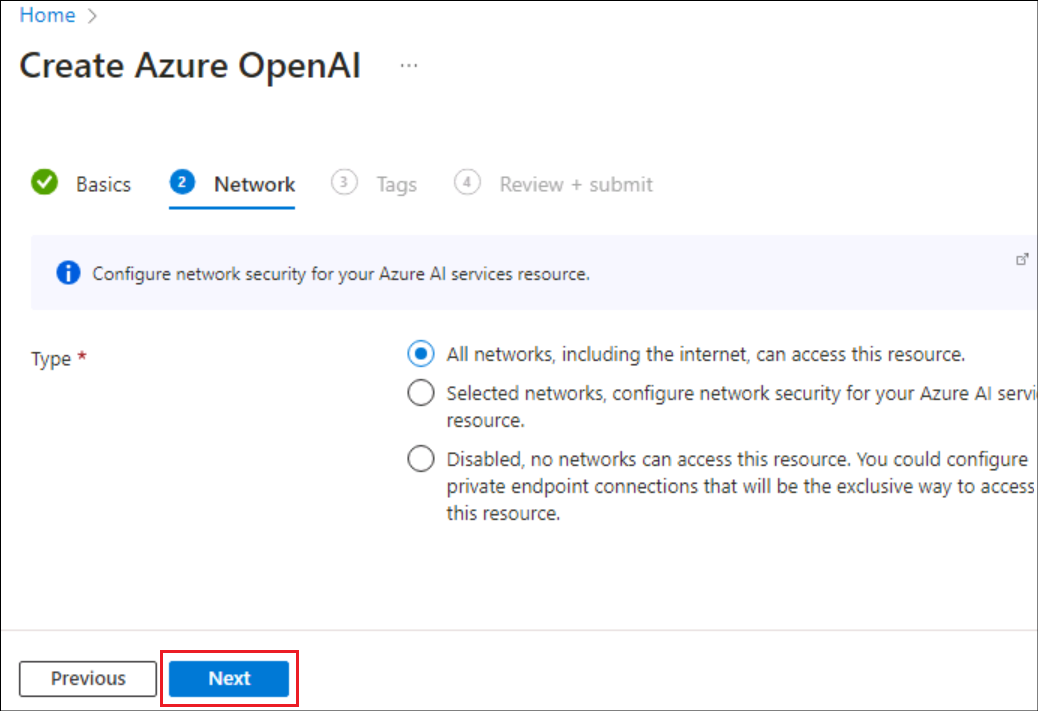 Home >
Create Azure OpenAI ...
Basics 2 Network 3 Tags 4 Review + submit
Configure network security for your Azure AI services resource.
Type *
All networks, including the internet, can access this resource.
Selected networks, configure network security for your Azure AI servi
resource.
Disabled, no networks can access this resource. You could configure
private endpoint connections that will be the exclusive way to access
this resource.
Previous Next